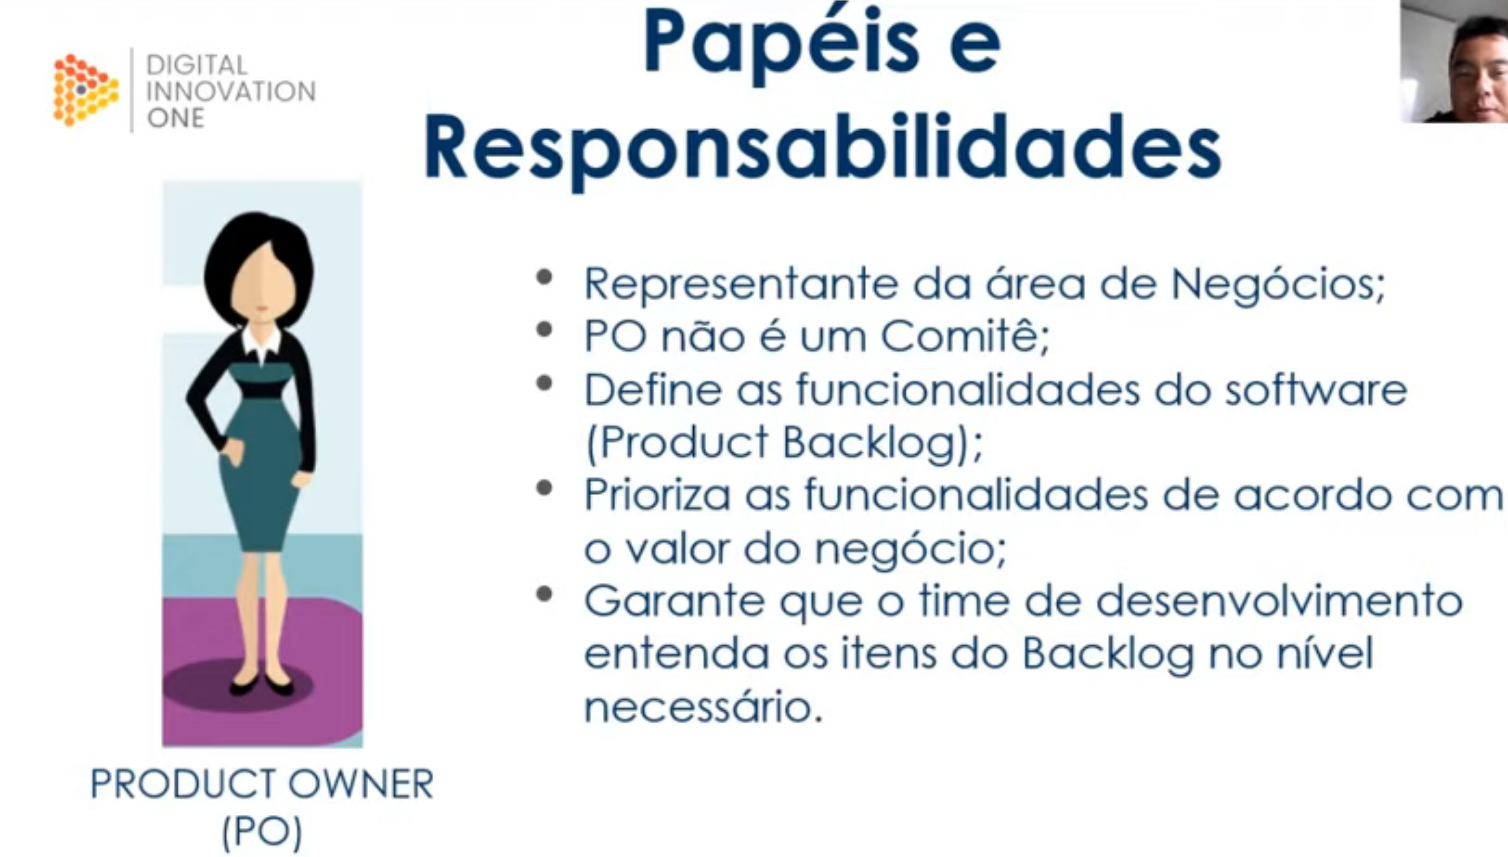 DIGITAL
INNOVATION
ONE
Papéis e
Responsabilidades
• Representante da área de Negócios;
• PO não é um Comitê;
• Define as funcionalidades do software
(Product Backlog);
• Prioriza as funcionalidades de acordo com
o valor do negócio;
• Garante que o time de desenvolvimento
entenda os itens do Backlog no nível
necessário.
PRODUCT OWNER
(PO)